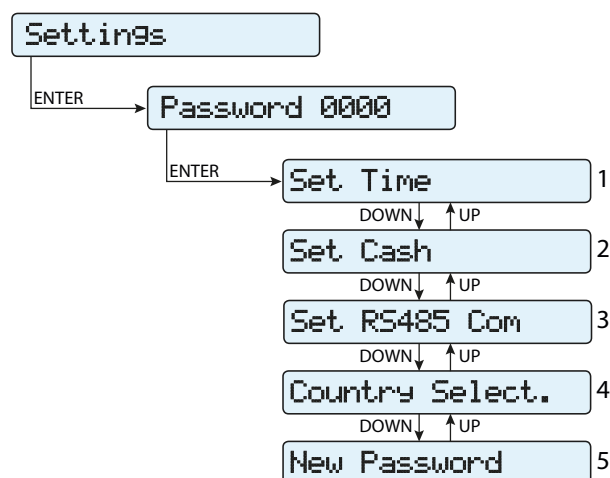 Settings
ENTER
Password 0000
ENTER
Set Time 1
DOWN UP
Set Cash 2
DOWN UP
Set RS485 Com 3
DOWN UP
Country Select. 4
DOWN UP
New Password 5